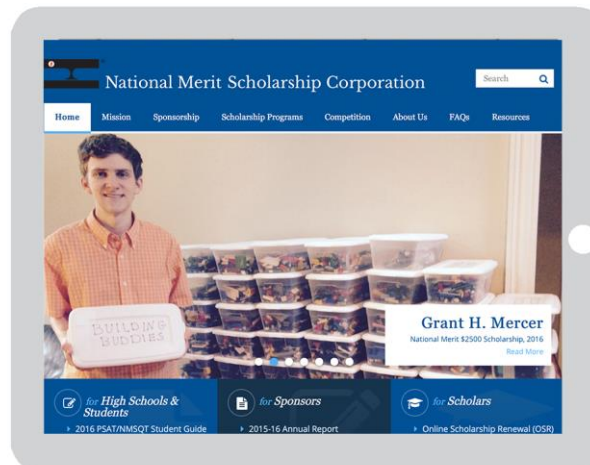 National Merit Scholarship Corporation
Search
Home Mission Sponsorship Scholarship Programs Competition About Us FAQs Resources
BUILDING
BUDDIES
Grant H. Mercer
National Merit $2500 Scholarship, 2016
Read More
for High Schools &
Students
2016 PSAT/NMSQT Student Guide
for Sponsors
2015-16 Annual Report
for Scholars
Online Scholarship Renewal (OSR)